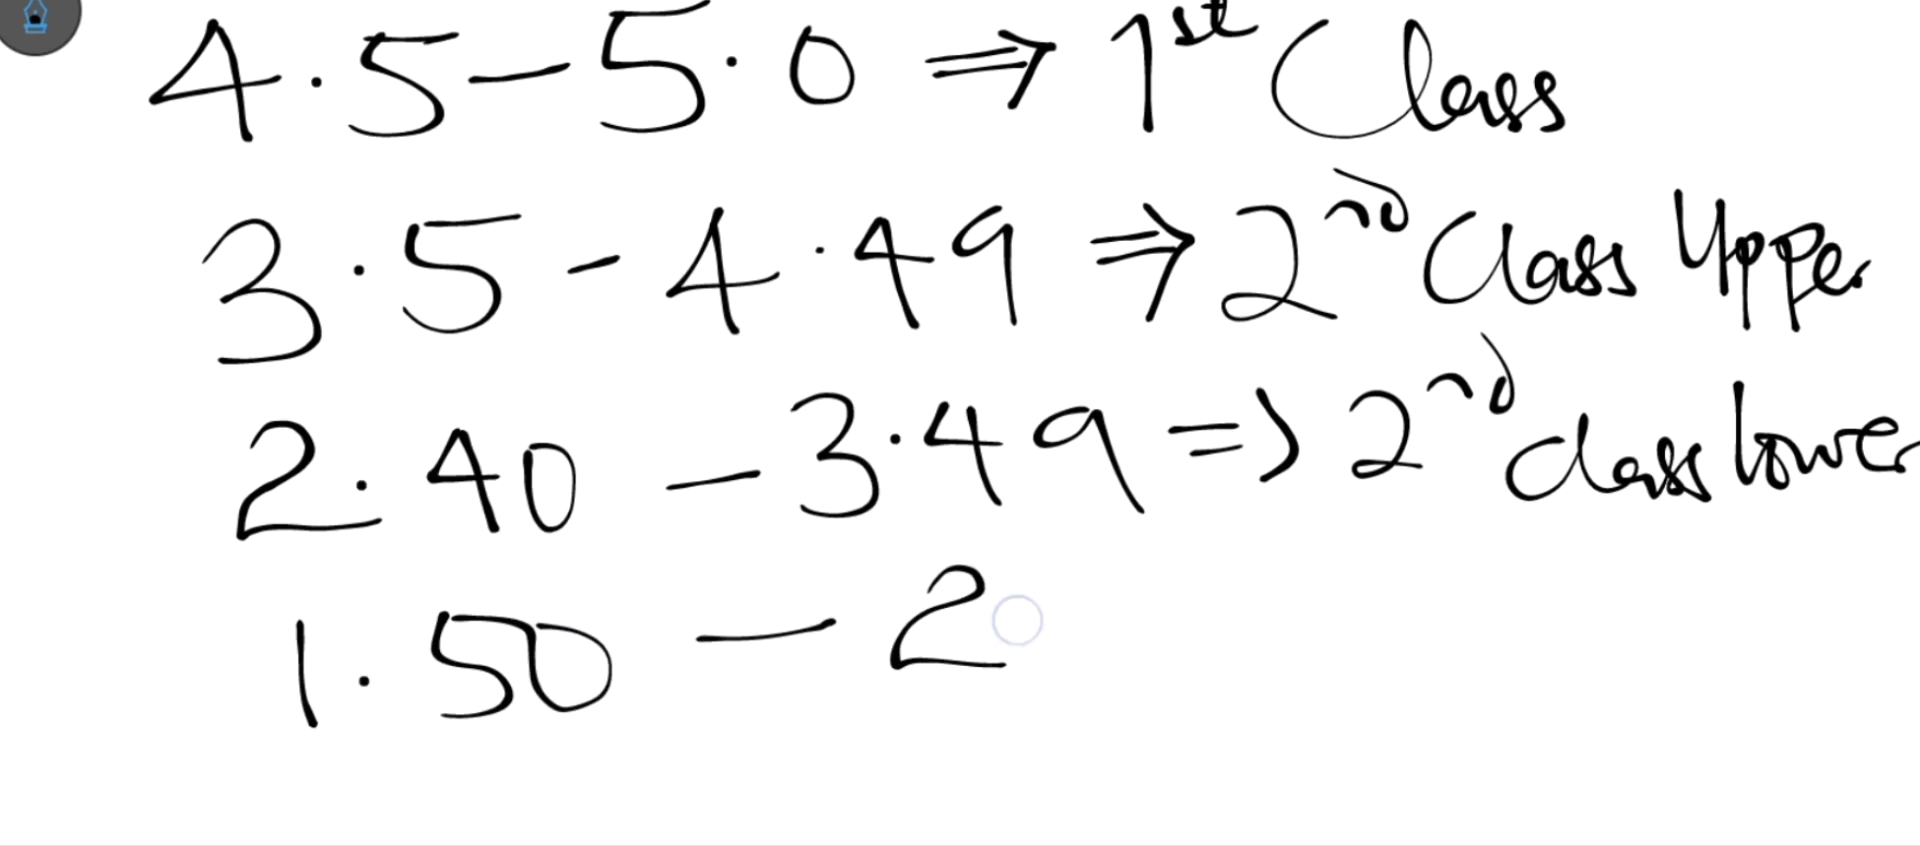 4.5 - 5.0 ⇒ 1st Class
3.5 - 4.49 ⇒ 2nd Class Upper
2.40 - 3.49 => 2nd class lower
1.50 - 2